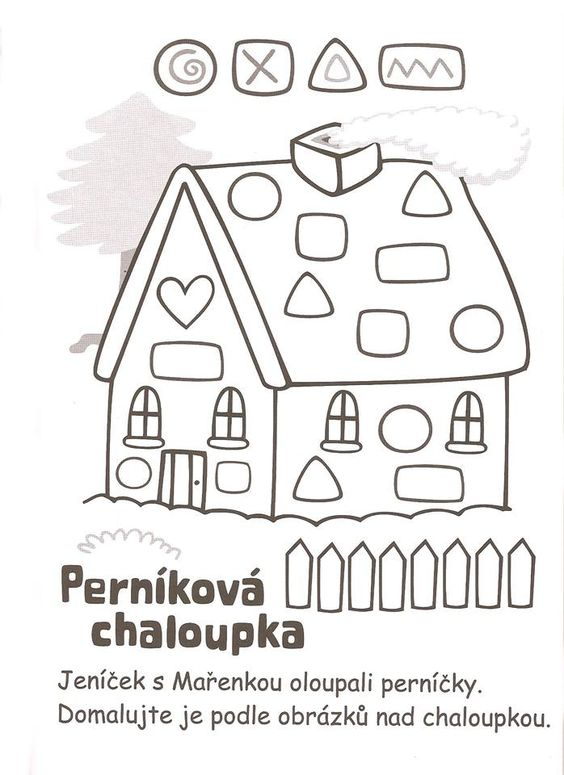 Perníková
chaloupka
Jeníček s Mařenkou oloupali perníčky.
Domalujte je podle obrázků nad chaloupkou.